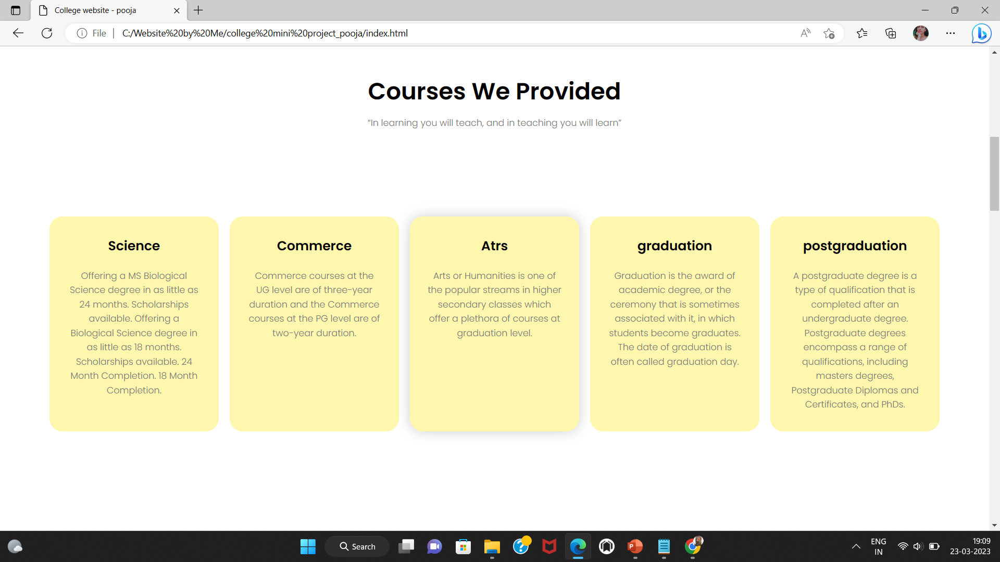 College website - pooja
File
C:/Website%20by%20Me/college%20mini%20project_pooja/index.html
Courses We Provided
“In learning you will teach, and in teaching you will learn”
Science
Offering a MS Biological
Science degree in as little as
24 months. Scholarships
available. Offering a
Biological Science degree in
as little as 18 months.
Scholarships available. 24
Month Completion. 18 Month
Completion.
Commerce
Commerce courses at the
UG level are of three-year
duration and the Commerce
courses at the PG level are of
two-year duration.
Atrs
Arts or Humanities is one of
the popular streams in higher
secondary classes which
offer a plethora of courses at
graduation level.
graduation
Graduation is the award of
academic degree, or the
ceremony that is sometimes
associated with it, in which
students become graduates.
The date of graduation is
often called graduation day.
postgraduation
A postgraduate degree is a
type of qualification that is
completed after an
undergraduate degree.
Postgraduate degrees
encompass a range of
qualifications, including
masters degrees,
Postgraduate Diplomas and
Certificates, and PhDs.
Search
ENG
IN
19:09
23-03-2023